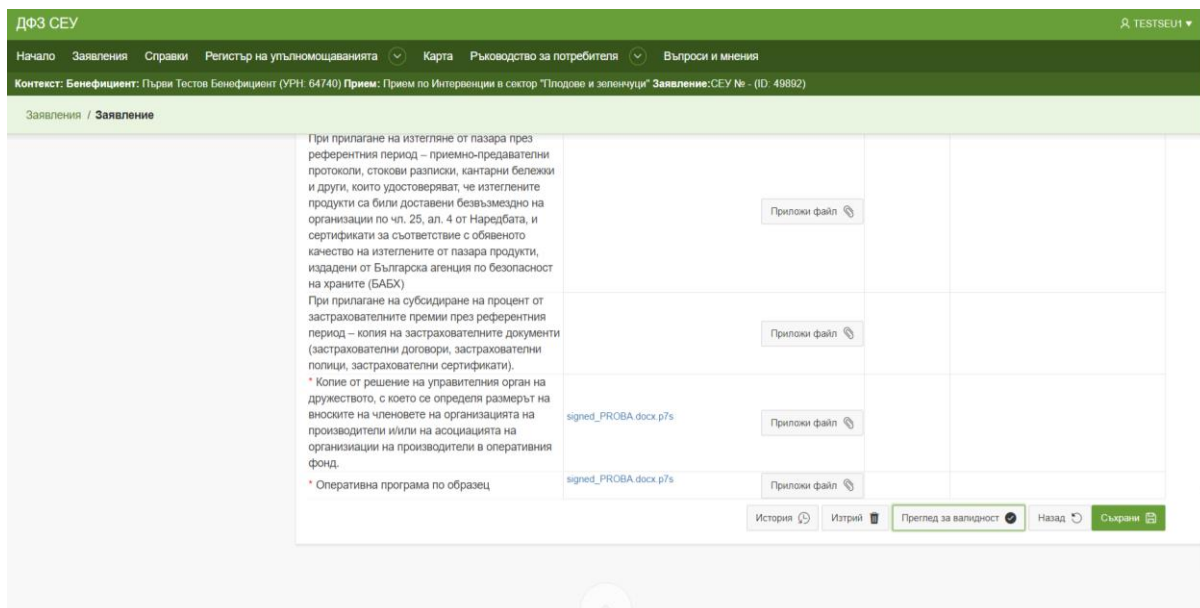 ДФЗ СЕУ
TESTSEU1
Начало Заявления Справки Регистър на упълномощаванията Карта Ръководство за потребителя Въпроси и мнения
Контекст: Бенефициент: Първи Тестов Бенефициент (УРН: 64740) Прием: Прием по Интервенции в сектор "Плодове и зеленчуци" Заявление:СЕУ № - (ID: 49892)
Заявления / Заявление
При прилагане на изтегляне от пазара през
референтния период – приемно-предавателни
протоколи, стокови разписки, кантарни бележки
и други, които удостоверяват, че изтеглените
продукти са били доставени безвъзмездно на
организации по чл. 25, ал. 4 от Наредбата, и
сертификати за съответствие с обявеното
качество на изтеглените от пазара продукти,
издадени от Българска агенция по безопасност
на храните (БАБХ)
Приложи файл
При прилагане на субсидиране на процент от
застрахователните премии през референтния
период – копия на застрахователните документи
(застрахователни договори, застрахователни
полици, застрахователни сертификати).
Приложи файл
* Копие от решение на управителния орган на
дружеството, с което се определя размерът на
вноските на членовете на организацията на
производители и/или на асоциацията на
организиации на производители в оперативния
фонд.
signed_PROBA.docx.p7s
Приложи файл
* Оперативна програма по образец
signed_PROBA.docx.p7s
Приложи файл
История Изтрий Преглед за валидност Назад Съхрани